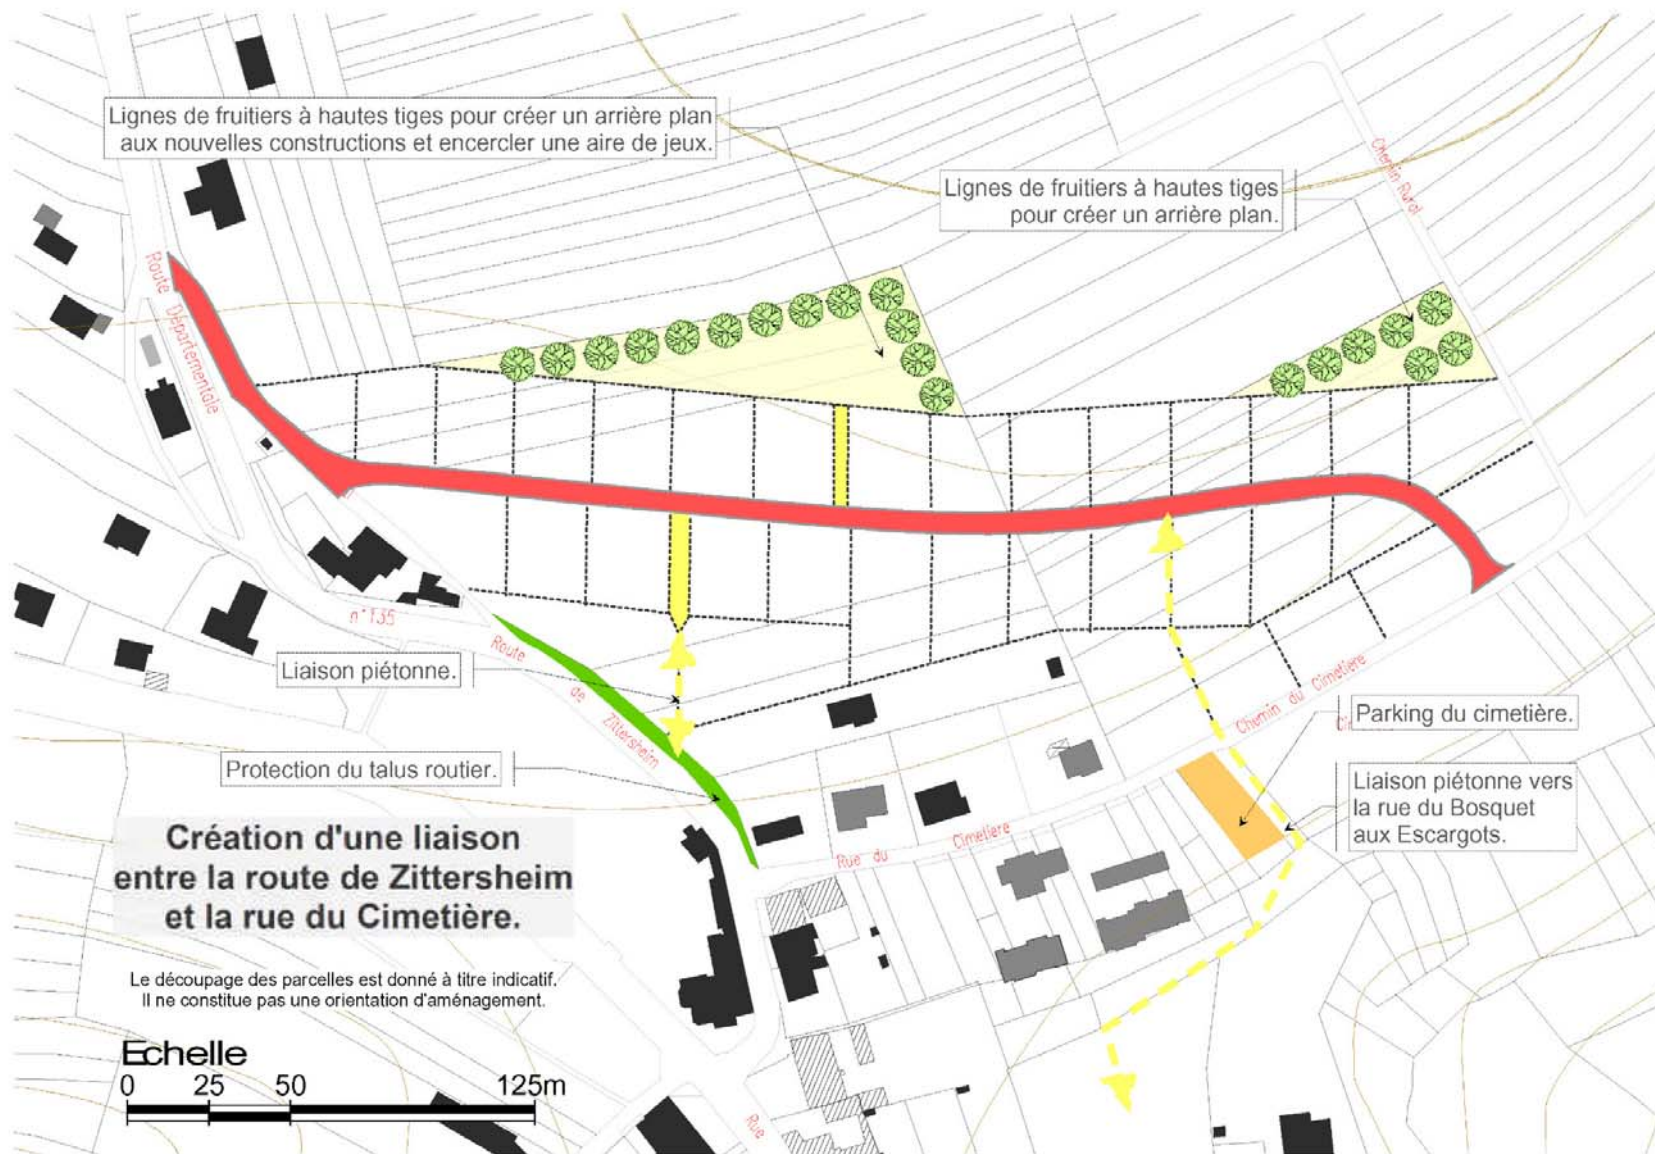 Lignes de fruitiers à hautes tiges pour créer un arrière plan
aux nouvelles constructions et encercler une aire de jeux.
Lignes de fruitiers à hautes tiges
pour créer un arrière plan.
Chemin Rural
Route Départementale
n°135
Route de Zittersheim
Liaison piétonne.
Protection du talus routier.
Chemin du Cimetière
Parking du cimetière.
Liaison piétonne vers
la rue du Bosquet
aux Escargots.
Rue du Cimetière
Création d'une liaison
entre la route de Zittersheim
et la rue du Cimetière.
Le découpage des parcelles est donné à titre indicatif.
Il ne constitue pas une orientation d'aménagement.
Echelle
0 25 50 125m
Rue